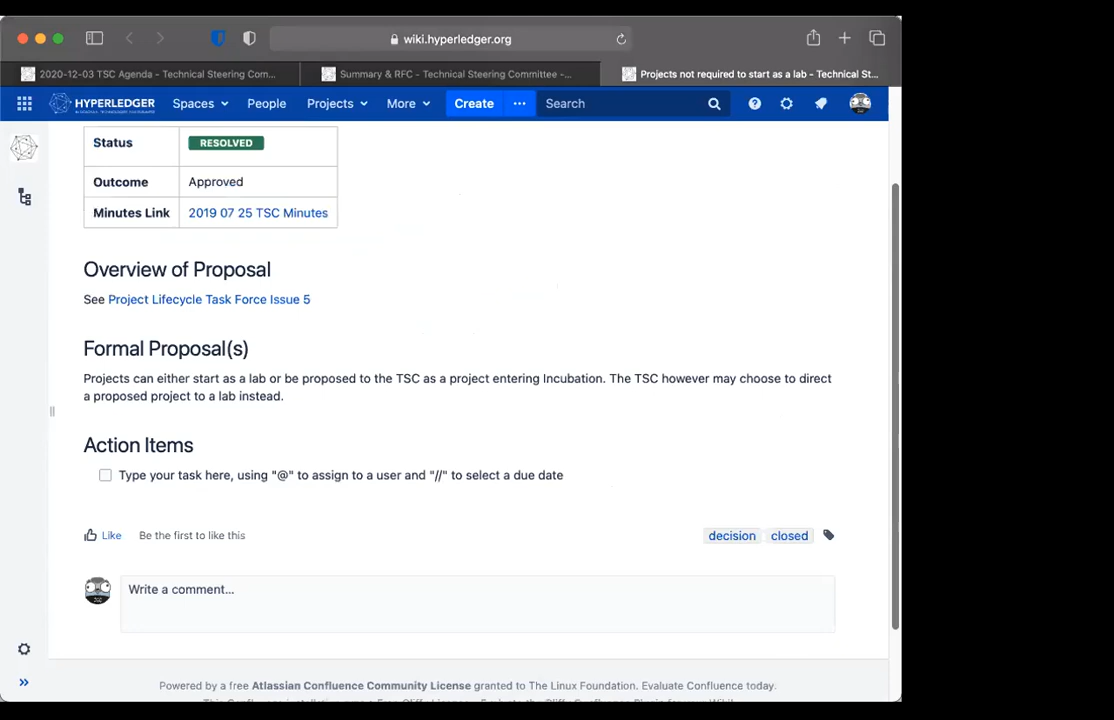 wiki.hyperledger.org
2020-12-03 TSC Agenda - Technical Steering Com...
Summary & RFC - Technical Steering Committee -...
Projects not required to start as a lab - Technical St...
HYPERLEDGER
Spaces
People
Projects
More
Create
Search
Status RESOLVED
Outcome Approved
Minutes Link 2019 07 25 TSC Minutes
Overview of Proposal
See Project Lifecycle Task Force Issue 5
Formal Proposal(s)
Projects can either start as a lab or be proposed to the TSC as a project entering Incubation. The TSC however may choose to direct
a proposed project to a lab instead.
Action Items
Type your task here, using "@" to assign to a user and "//" to select a due date
Like Be the first to like this
decision closed
Write a comment...
Powered by a free Atlassian Confluence Community License granted to The Linux Foundation. Evaluate Confluence today.